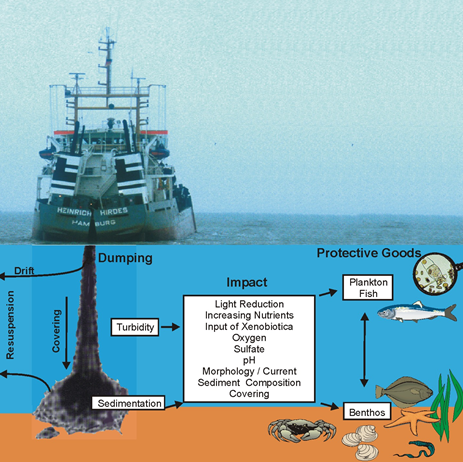 HEINRICH HIRDES
HAMBURG
Dumping
Protective Goods
Drift
Resuspension
Covering
Turbidity
Sedimentation
Impact
Light Reduction
Increasing Nutrients
Input of Xenobiotica
Oxygen
Sulfate
pH
Morphology / Current
Sediment Composition
Covering
Plankton
Fish
Benthos